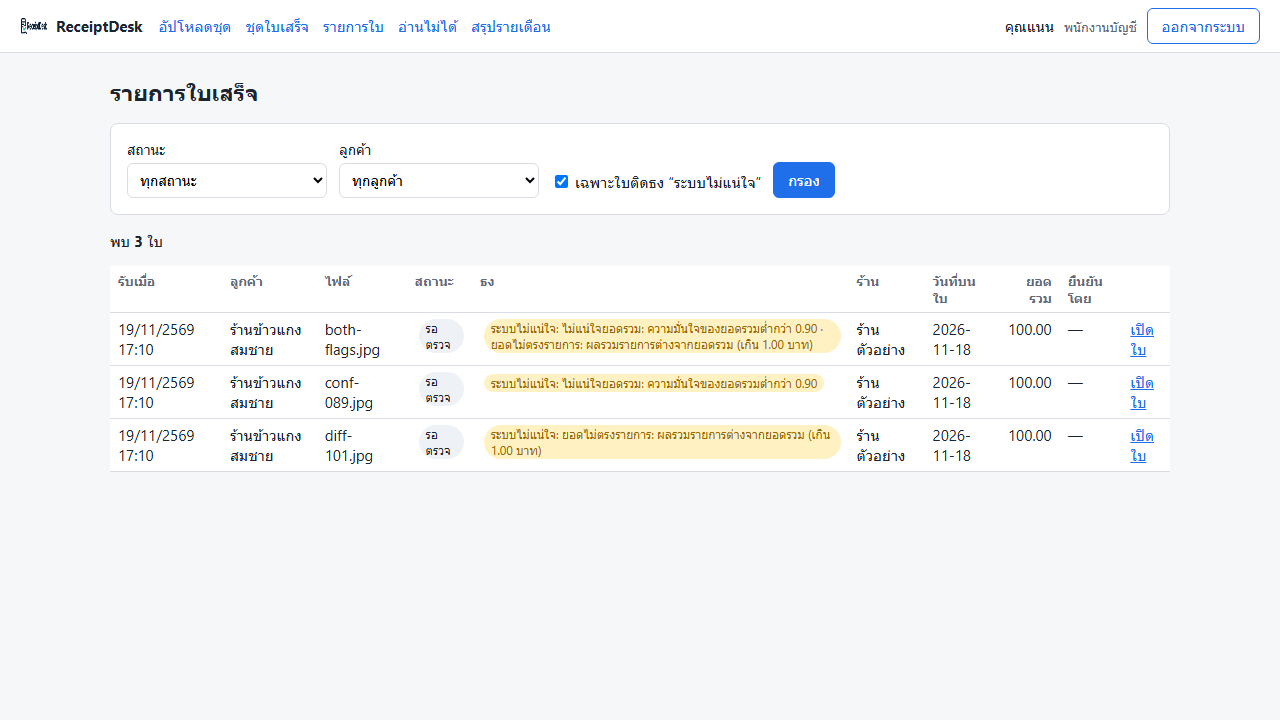 ReceiptDesk อัปโหลดชุด ชุดใบเสร็จ รายการใบ อ่านไม่ได้ สรุปรายเดือน คุณแนน พนักงานบัญชี ออกจากระบบ
รายการใบเสร็จ
สถานะ ลูกค้า
ทุกสถานะ ทุกลูกค้า เฉพาะใบติดธง “ระบบไม่แน่ใจ” กรอง
พบ 3 ใบ
รับเมื่อ ลูกค้า ไฟล์ สถานะ ธง ร้าน วันที่บน ยอด ยืนยัน
ใบ รวม โดย
19/11/2569 ร้านข้าวแกง both- รอ ระบบไม่แน่ใจ: ไม่แน่ใจยอดรวม: ความมั่นใจของยอดรวมต่ำกว่า 0.90 · ร้าน 2026- 100.00 — เปิด
17:10 สมชาย flags.jpg ตรวจ ยอดไม่ตรงรายการ: ผลรวมรายการต่างจากยอดรวม (เกิน 1.00 บาท) ตัวอย่าง 11-18 ใบ
19/11/2569 ร้านข้าวแกง conf- รอ ระบบไม่แน่ใจ: ไม่แน่ใจยอดรวม: ความมั่นใจของยอดรวมต่ำกว่า 0.90 ร้าน 2026- 100.00 — เปิด
17:10 สมชาย 089.jpg ตรวจ ตัวอย่าง 11-18 ใบ
19/11/2569 ร้านข้าวแกง diff- รอ ระบบไม่แน่ใจ: ยอดไม่ตรงรายการ: ผลรวมรายการต่างจากยอดรวม (เกิน ร้าน 2026- 100.00 — เปิด
17:10 สมชาย 101.jpg ตรวจ 1.00 บาท) ตัวอย่าง 11-18 ใบ